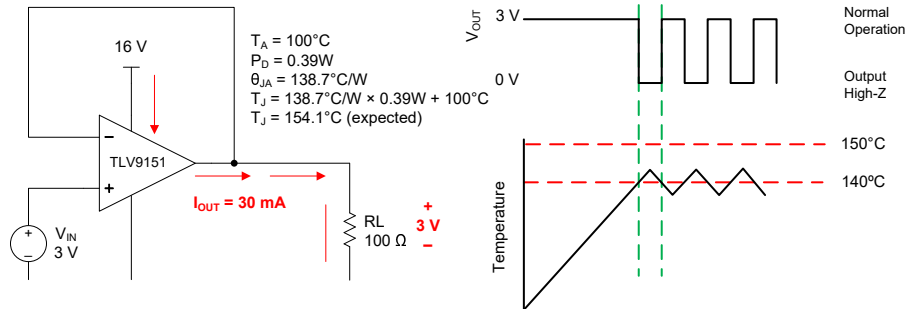 16 V
T_A = 100°C
P_D = 0.39W
θ_JA = 138.7°C/W
T_J = 138.7°C/W × 0.39W + 100°C
T_J = 154.1°C (expected)
−
TLV9151
+
I_OUT = 30 mA
+
−
V_IN
3 V
RL
100 Ω
+
3 V
−
V_OUT
3 V
0 V
Normal
Operation
Output
High-Z
Temperature
150°C
140ºC